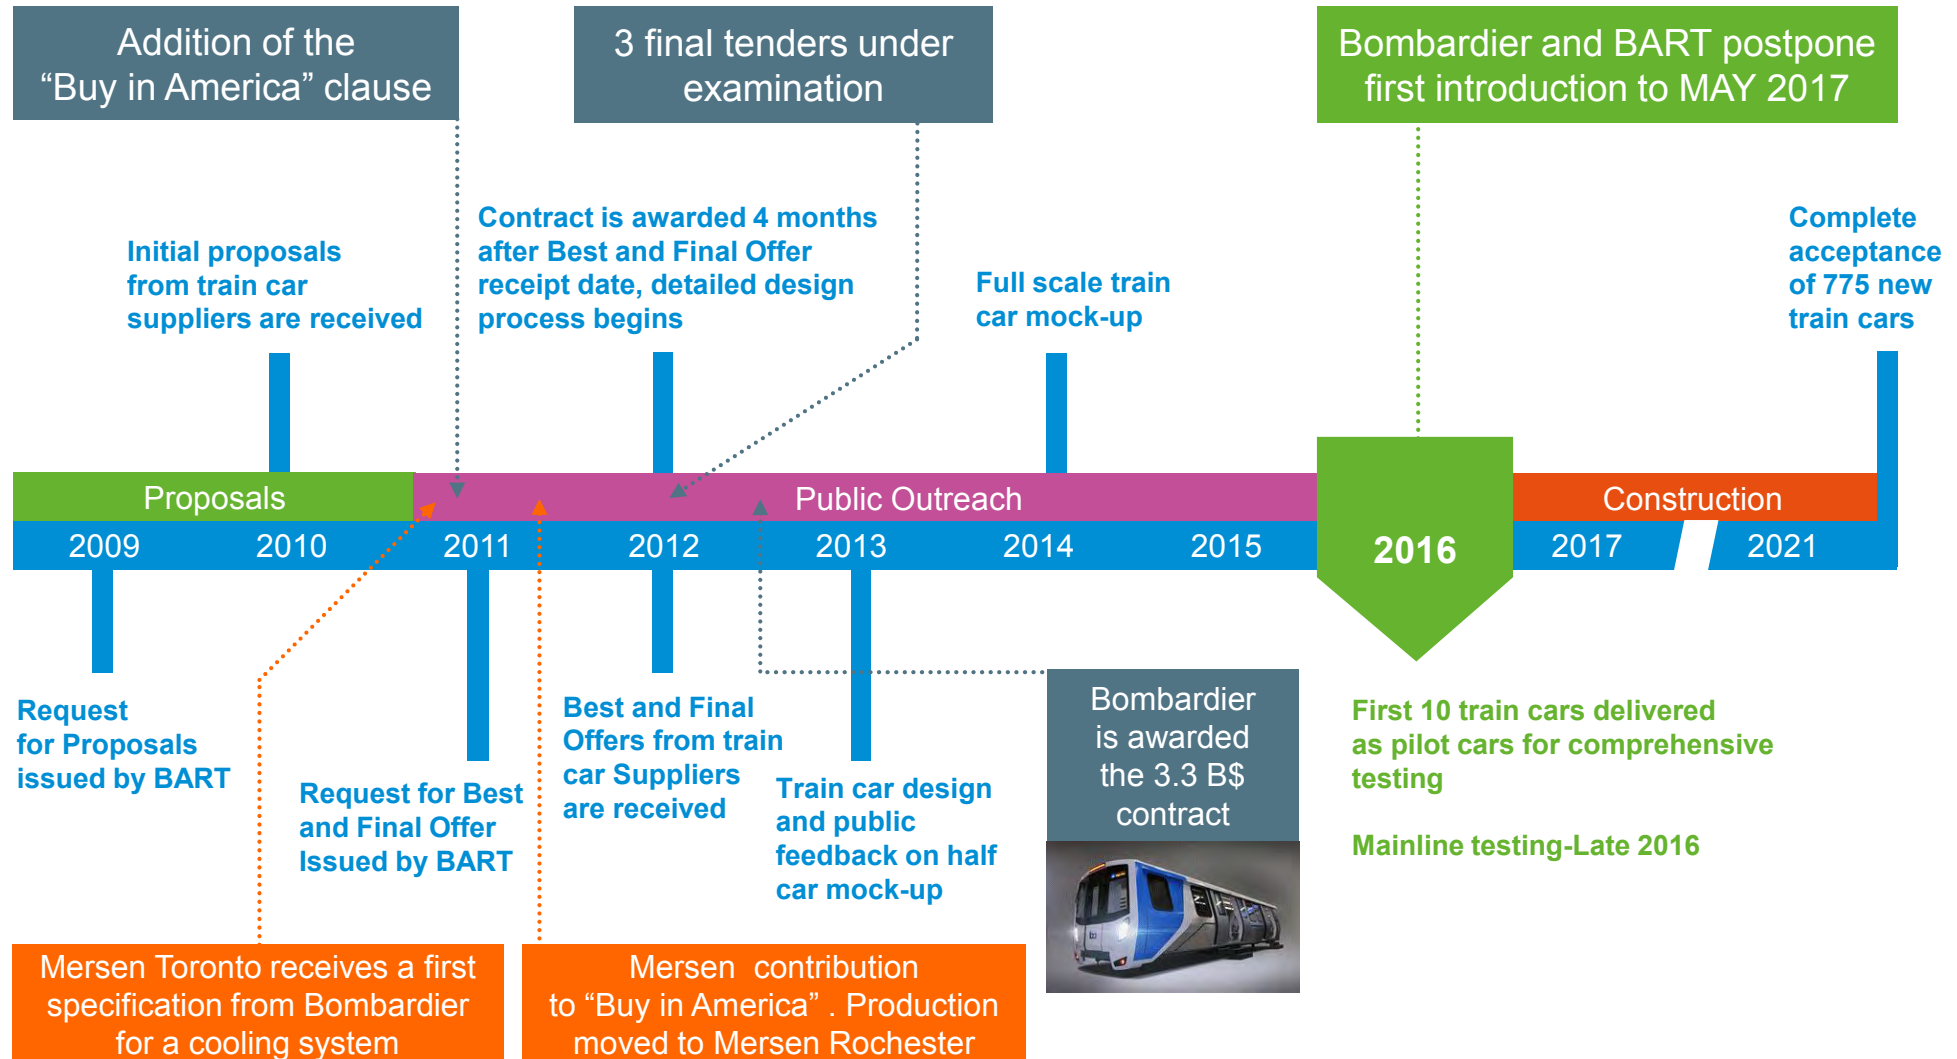 Addition of the
“Buy in America” clause
3 final tenders under
examination
Bombardier and BART postpone
first introduction to MAY 2017
Initial proposals
from train car
suppliers are received
Contract is awarded 4 months
after Best and Final Offer
receipt date, detailed design
process begins
Full scale train
car mock-up
Complete
acceptance
of 775 new
train cars
Proposals
Public Outreach
Construction
2009
2010
2011
2012
2013
2014
2015
2016
2017
2021
Request
for Proposals
issued by BART
Request for Best
and Final Offer
Issued by BART
Best and Final
Offers from train
car Suppliers
are received
Train car design
and public
feedback on half
car mock-up
Bombardier
is awarded
the 3.3 B$
contract
First 10 train cars delivered
as pilot cars for comprehensive
testing
Mainline testing-Late 2016
Mersen Toronto receives a first
specification from Bombardier
for a cooling system
Mersen  contribution
to “Buy in America” . Production
moved to Mersen Rochester